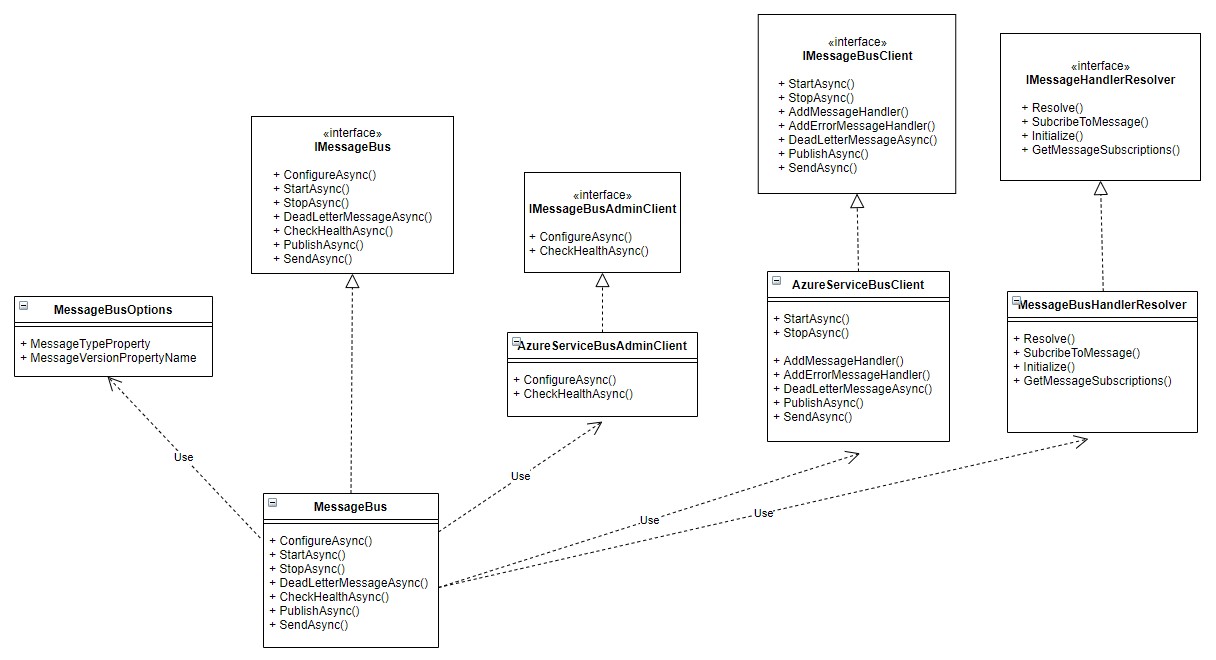 «interface»
IMessageBusClient
+ StartAsync()
+ StopAsync()
+ AddMessageHandler()
+ AddErrorMessageHandler()
+ DeadLetterMessageAsync()
+ PublishAsync()
+ SendAsync()
«interface»
IMessageHandlerResolver
+ Resolve()
+ SubcribeToMessage()
+ Initialize()
+ GetMessageSubscriptions()
«interface»
IMessageBus
+ ConfigureAsync()
+ StartAsync()
+ StopAsync()
+ DeadLetterMessageAsync()
+ CheckHealthAsync()
+ PublishAsync()
+ SendAsync()
«interface»
IMessageBusAdminClient
+ ConfigureAsync()
+ CheckHealthAsync()
MessageBusOptions
+ MessageTypeProperty
+ MessageVersionPropertyName
AzureServiceBusAdminClient
+ ConfigureAsync()
+ CheckHealthAsync()
AzureServiceBusClient
+ StartAsync()
+ StopAsync()
+ AddMessageHandler()
+ AddErrorMessageHandler()
+ DeadLetterMessageAsync()
+ PublishAsync()
+ SendAsync()
MessageBusHandlerResolver
+ Resolve()
+ SubcribeToMessage()
+ Initialize()
+ GetMessageSubscriptions()
Use
Use
Use
Use
MessageBus
+ ConfigureAsync()
+ StartAsync()
+ StopAsync()
+ DeadLetterMessageAsync()
+ CheckHealthAsync()
+ PublishAsync()
+ SendAsync()